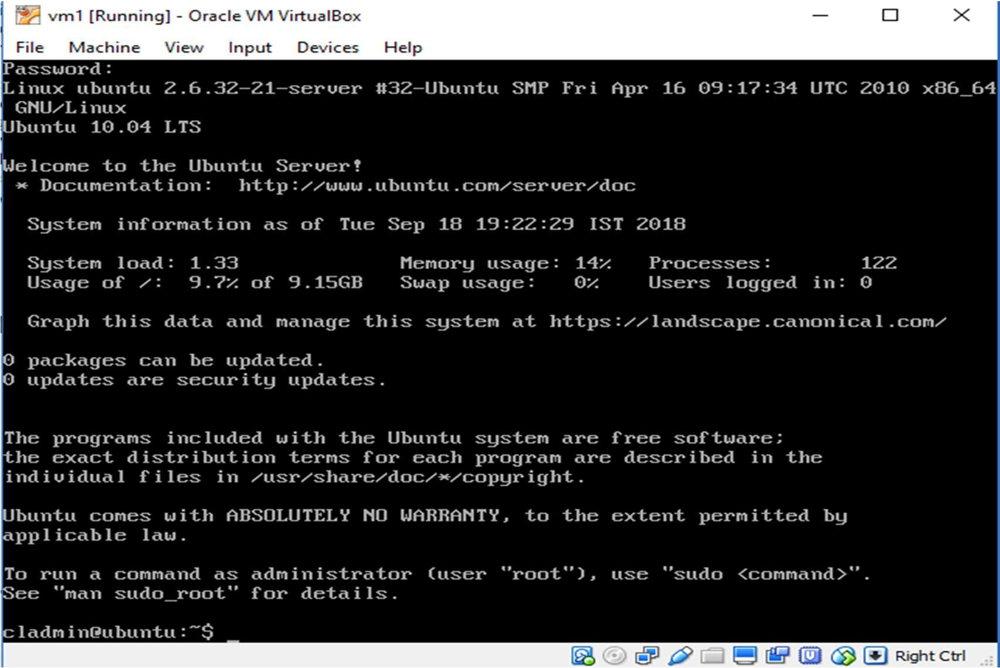 vm1 [Running] - Oracle VM VirtualBox
File Machine View Input Devices Help
Password:
Linux ubuntu 2.6.32-21-server #32-Ubuntu SMP Fri Apr 16 09:17:34 UTC 2010 x86_64
GNU/Linux
Ubuntu 10.04 LTS
Welcome to the Ubuntu Server!
* Documentation: http://www.ubuntu.com/server/doc
System information as of Tue Sep 18 19:22:29 IST 2018
System load: 1.33 Memory usage: 14% Processes: 122
Usage of /: 9.7% of 9.15GB Swap usage: 0% Users logged in: 0
Graph this data and manage this system at https://landscape.canonical.com/
0 packages can be updated.
0 updates are security updates.
The programs included with the Ubuntu system are free software;
the exact distribution terms for each program are described in the
individual files in /usr/share/doc/*/copyright.
Ubuntu comes with ABSOLUTELY NO WARRANTY, to the extent permitted by
applicable law.
To run a command as administrator (user "root"), use "sudo <command>".
See "man sudo_root" for details.
cladmin@ubuntu:~$ _
Right Ctrl